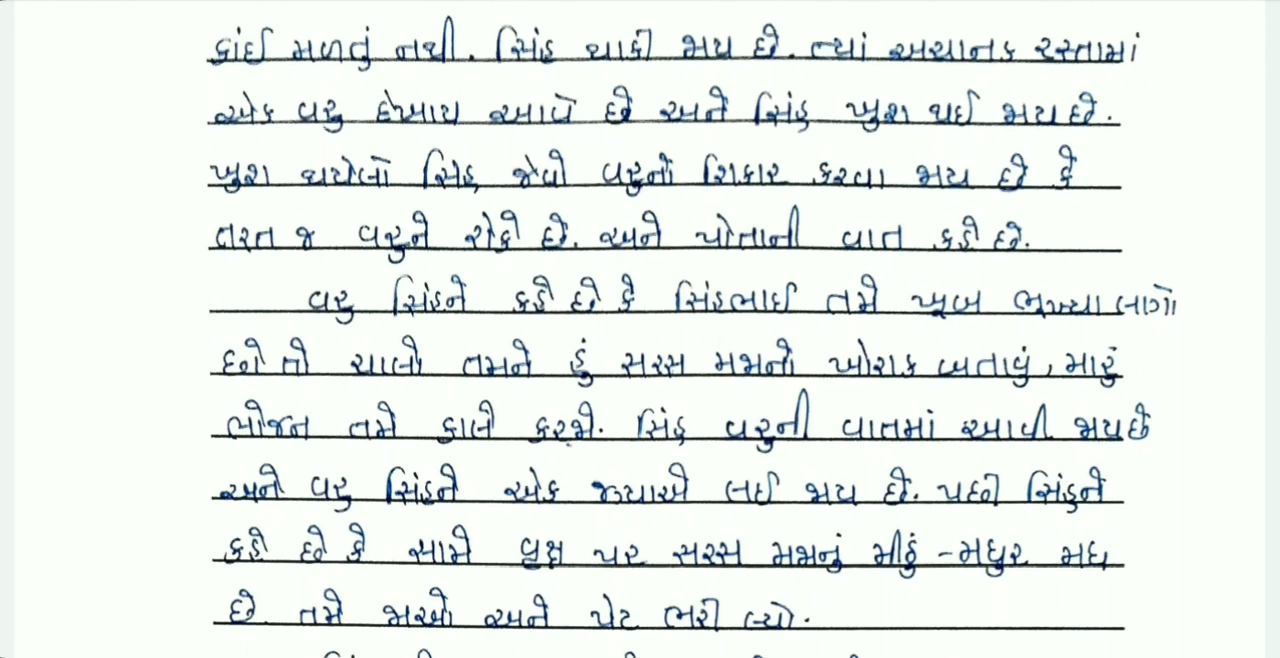 કાંઈ મળતું નથી. સિંહ થાકી જાય છે. ત્યાં અચાનક રસ્તામાં
એક વરુ દેખાય આવે છે અને સિંહ ખુશ થઈ જાય છે.
ખુશ થયેલો સિંહ જેવો વરુનો શિકાર કરવા જાય છે કે
તરત જ વરુને રોકે છે. અને પોતાની વાત કહે છે.
વરુ સિંહને કહે છે કે સિંહભાઈ તમે ખૂબ ભૂખ્યા લાગો
છો તો ચાલો તમને હું સરસ મજાનો ખોરાક બતાવું, મારું
ભોજન તમે કાલે કરજો. સિંહ વરુની વાતમાં આવી જાય છે
અને વરુ સિંહને એક જગ્યાએ લઈ જાય છે. પછી સિંહને
કહે છે કે સામે વૃક્ષ પર સરસ મજાનું મીઠું-મધુર મધ
છે તમે જાઓ અને પેટ ભરી લ્યો.